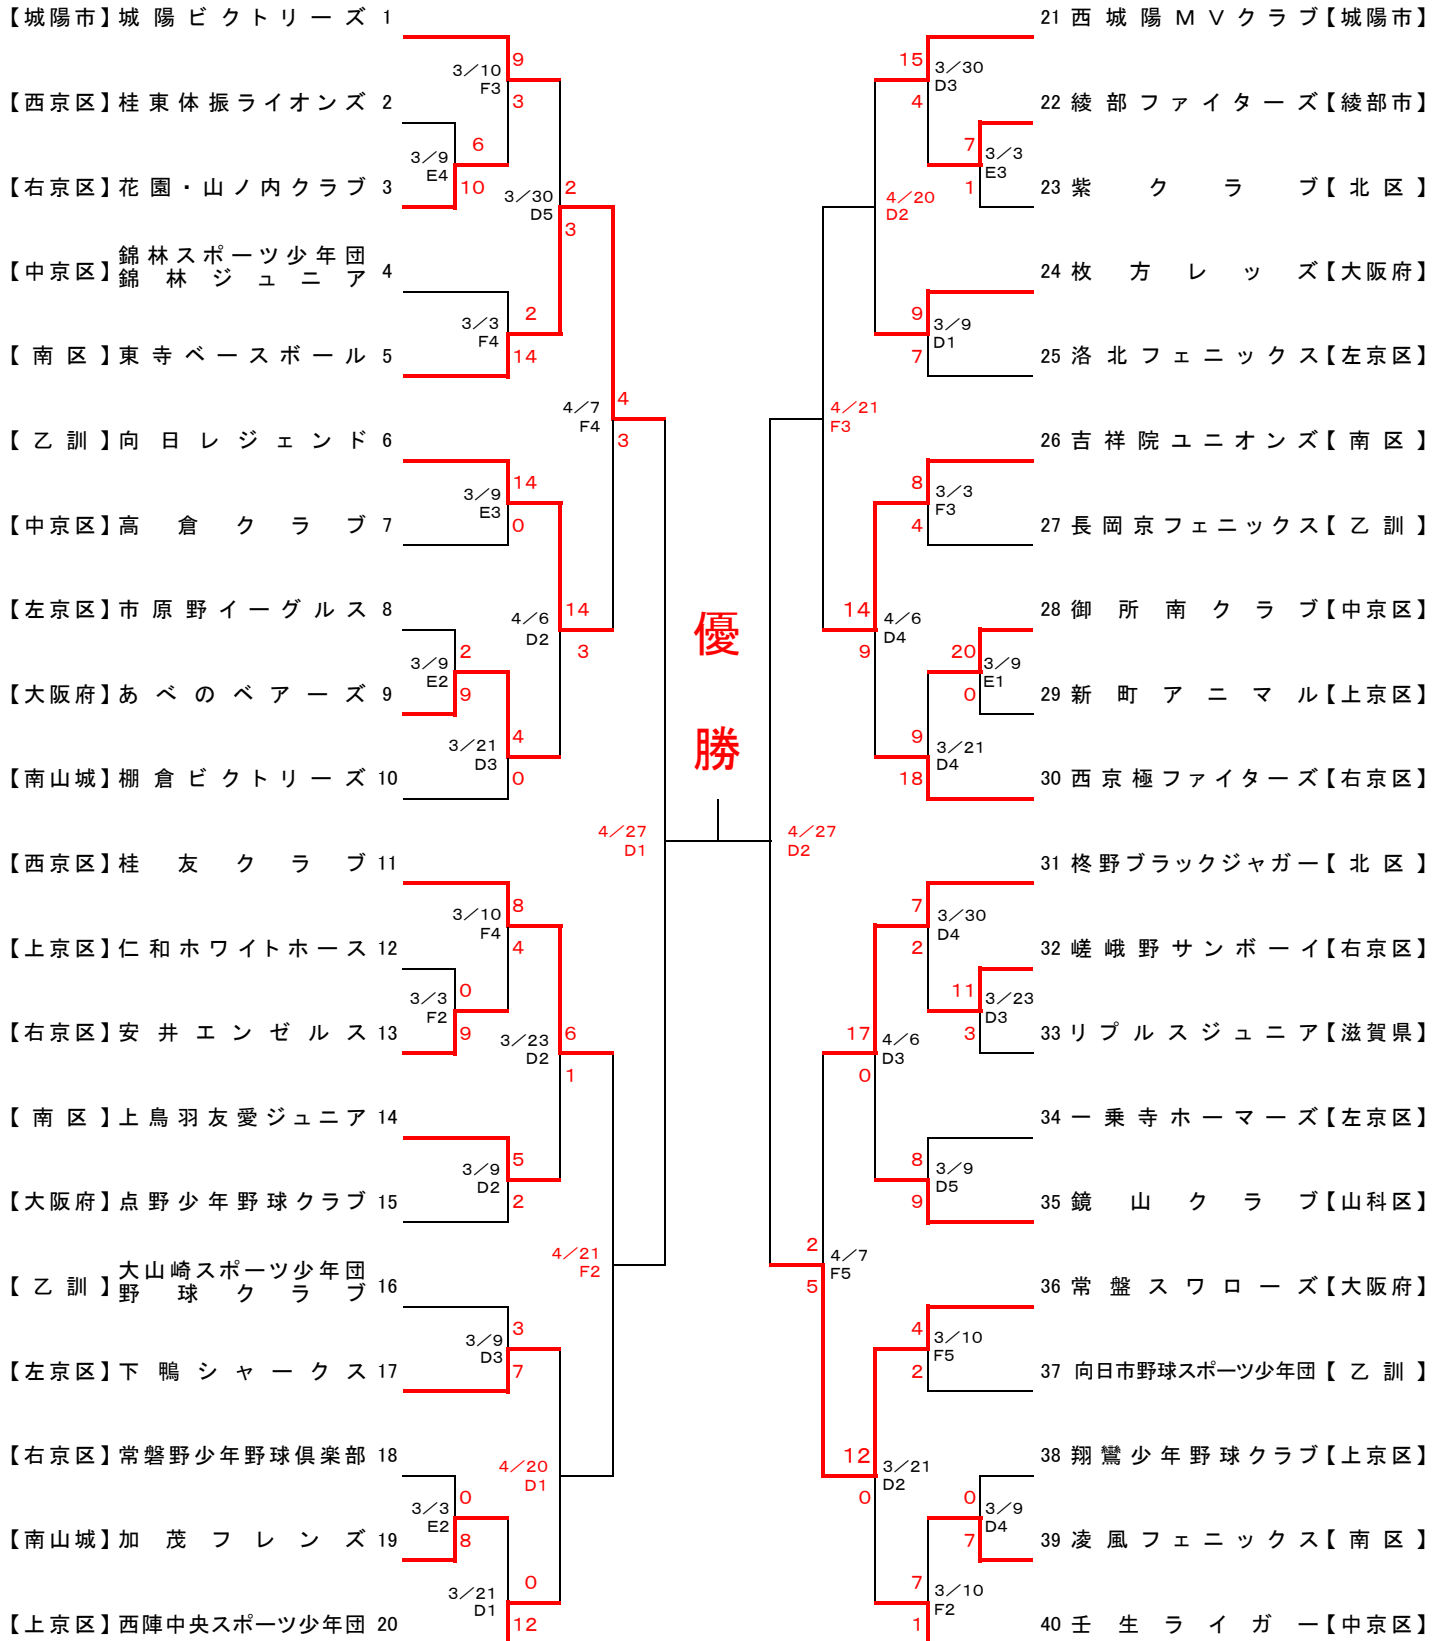 【城陽市】城陽ビクトリーズ 1
9
3/10
F3
3
【西京区】桂東体振ライオンズ 2
6
3/9
E4
10
【右京区】花園・山ノ内クラブ 3
2
3/30
D5
3
【中京区】錦林スポーツ少年団
錦林ジュニア 4
2
3/3
F4
14
【南区】東寺ベースボール 5
4
4/7
F4
3
【乙訓】向日レジェンド 6
14
3/9
E3
0
【中京区】高倉クラブ 7
14
4/6
D2
3
【左京区】市原野イーグルス 8
2
3/9
E2
9
【大阪府】あべのベアーズ 9
4
3/21
D3
0
【南山城】棚倉ビクトリーズ 10
4/27
D1
【西京区】桂友クラブ 11
8
3/10
F4
4
【上京区】仁和ホワイトホース 12
0
3/3
F2
9
【右京区】安井エンゼルス 13
6
3/23
D2
1
【南区】上鳥羽友愛ジュニア 14
5
3/9
D2
2
【大阪府】点野少年野球クラブ 15
4/21
F2
【乙訓】大山崎スポーツ少年団
野球クラブ 16
3
3/9
D3
7
【左京区】下鴨シャークス 17
4/20
D1
【右京区】常磐野少年野球倶楽部 18
0
3/3
E2
8
【南山城】加茂フレンズ 19
0
3/21
D1
12
【上京区】西陣中央スポーツ少年団 20
優
勝
21 西城陽MVクラブ【城陽市】
15
3/30
D3
4
22 綾部ファイターズ【綾部市】
7
3/3
E3
1
23 紫クラブ【北区】
4/20
D2
24 枚方レッズ【大阪府】
9
3/9
D1
7
25 洛北フェニックス【左京区】
4/21
F3
26 吉祥院ユニオンズ【南区】
8
3/3
F3
4
27 長岡京フェニックス【乙訓】
14
4/6
D4
9
28 御所南クラブ【中京区】
20
3/9
E1
0
29 新町アニマル【上京区】
9
3/21
D4
18
30 西京極ファイターズ【右京区】
4/27
D2
31 柊野ブラックジャガー【北区】
7
3/30
D4
2
32 嵯峨野サンボーイ【右京区】
11
3/23
D3
3
33 リプルスジュニア【滋賀県】
17
4/6
D3
0
34 一乗寺ホーマーズ【左京区】
8
3/9
D5
9
35 鏡山クラブ【山科区】
2
4/7
F5
5
36 常盤スワローズ【大阪府】
4
3/10
F5
2
37 向日市野球スポーツ少年団【乙訓】
12
3/21
D2
0
38 翔鸞少年野球クラブ【上京区】
0
3/9
D4
7
39 凌風フェニックス【南区】
7
3/10
F2
1
40 壬生ライガー【中京区】